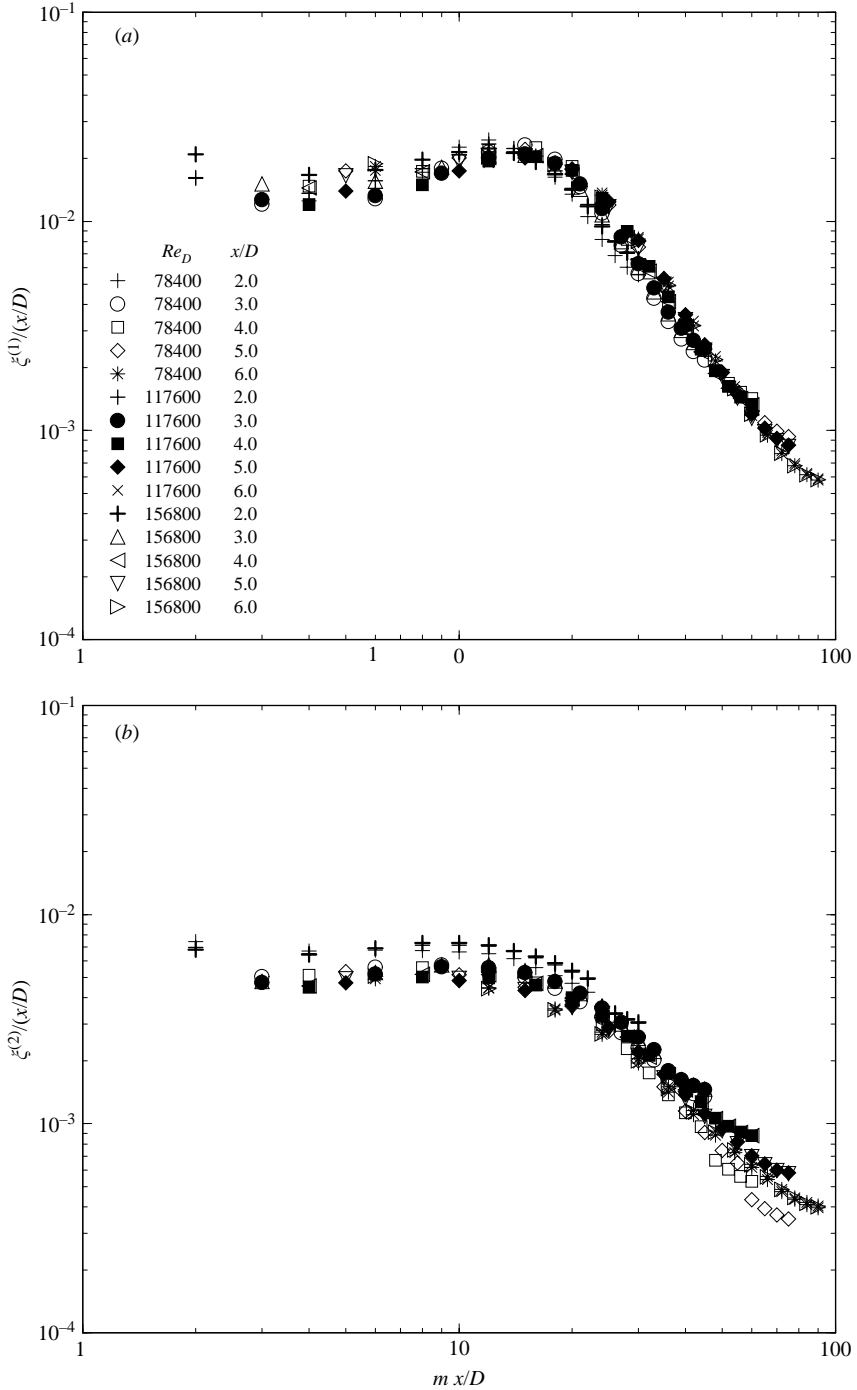 10⁻¹
(a)
10⁻²
ξ⁽¹⁾/(x/D)
Re_D x/D
78400 2.0
78400 3.0
78400 4.0
78400 5.0
78400 6.0
117600 2.0
117600 3.0
117600 4.0
117600 5.0
117600 6.0
156800 2.0
156800 3.0
156800 4.0
156800 5.0
156800 6.0
10⁻³
10⁻⁴
1 1 0 100
10⁻¹
(b)
10⁻²
ξ⁽²⁾/(x/D)
10⁻³
10⁻⁴
1 10 100
m x/D